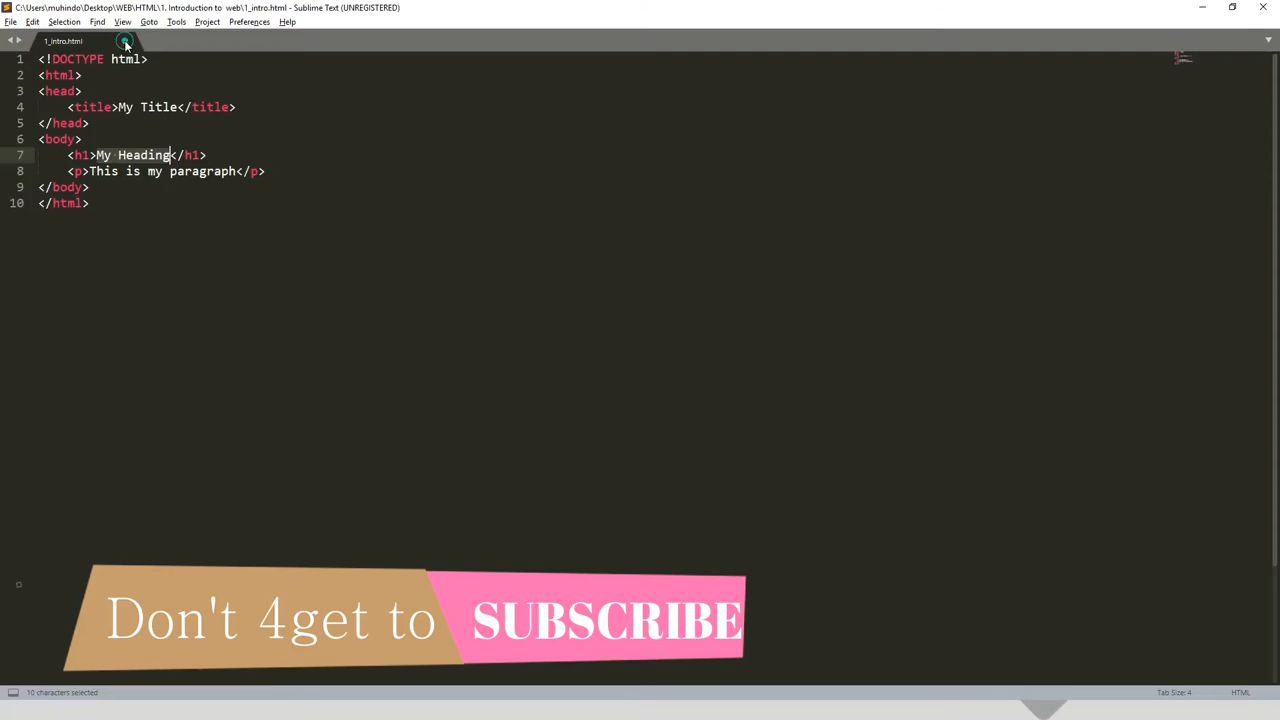 C:\Users\muhindo\Desktop\WEB\HTML\1. Introduction to  web\1_intro.html - Sublime Text (UNREGISTERED)
File Edit Selection Find View Goto Tools Project Preferences Help
1_intro.html
1 <!DOCTYPE html>
2 <html>
3 <head>
4     <title>My Title</title>
5 </head>
6 <body>
7     <h1>My Heading</h1>
8     <p>This is my paragraph</p>
9 </body>
10 </html>
Don't 4get to SUBSCRIBE
10 characters selected Tab Size: 4 HTML